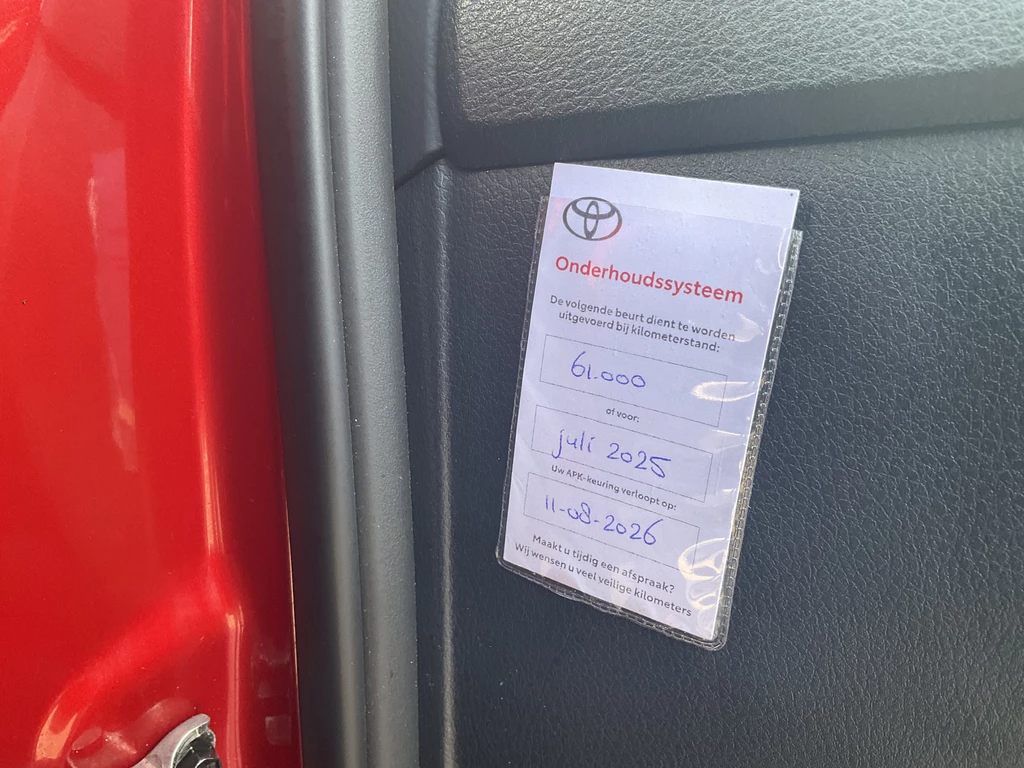 Onderhoudssysteem
De volgende beurt dient te worden
uitgevoerd bij kilometerstand:
61.000
of voor:
juli 2025
Uw APK-keuring verloopt op:
11-08-2026
Maakt u tijdig een afspraak?
Wij wensen u veel veilige kilometers